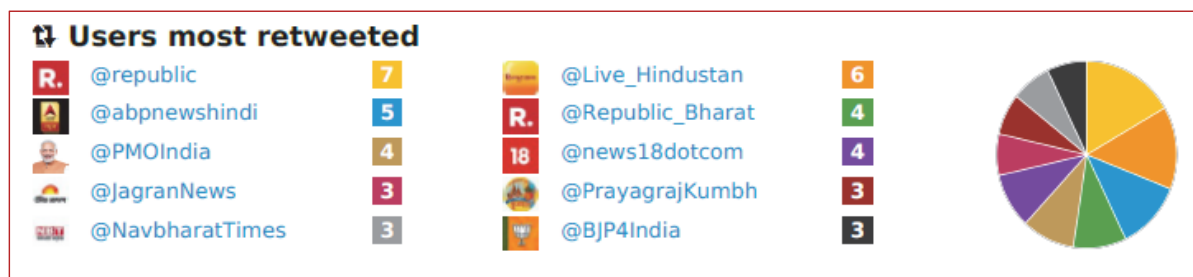 Users most retweeted
R. @republic 7 @Live_Hindustan 6
@abpnewshindi 5 R. @Republic_Bharat 4
@PMOIndia 4 18 @news18dotcom 4
@JagranNews 3 @PrayagrajKumbh 3
@NavbharatTimes 3 @BJP4India 3